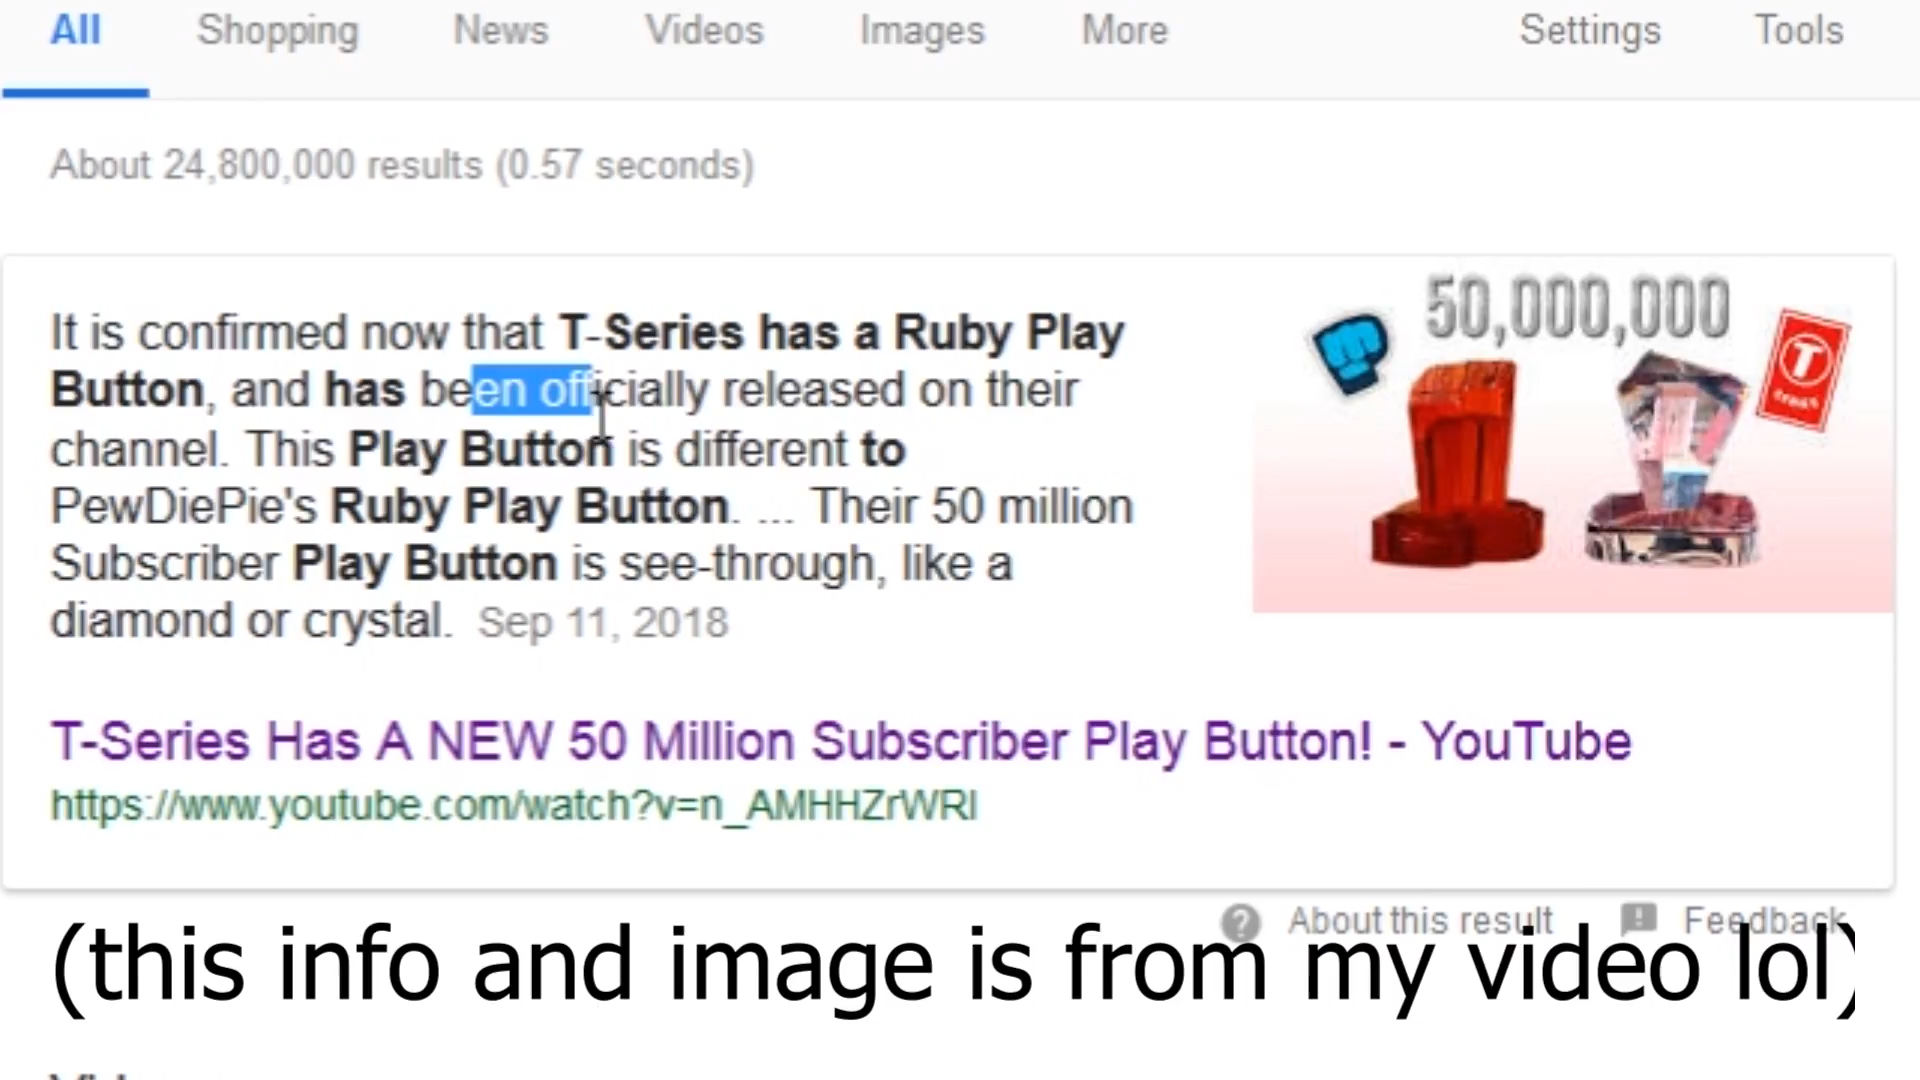 All Shopping News Videos Images More Settings Tools
About 24,800,000 results (0.57 seconds)
It is confirmed now that T-Series has a Ruby Play
Button, and has been officially released on their
channel. This Play Button is different to
PewDiePie's Ruby Play Button. ... Their 50 million
Subscriber Play Button is see-through, like a
diamond or crystal. Sep 11, 2018
50,000,000
T
T-Series Has A NEW 50 Million Subscriber Play Button! - YouTube
https://www.youtube.com/watch?v=n_AMHHZrWRI
About this result Feedback
(this info and image is from my video lol)